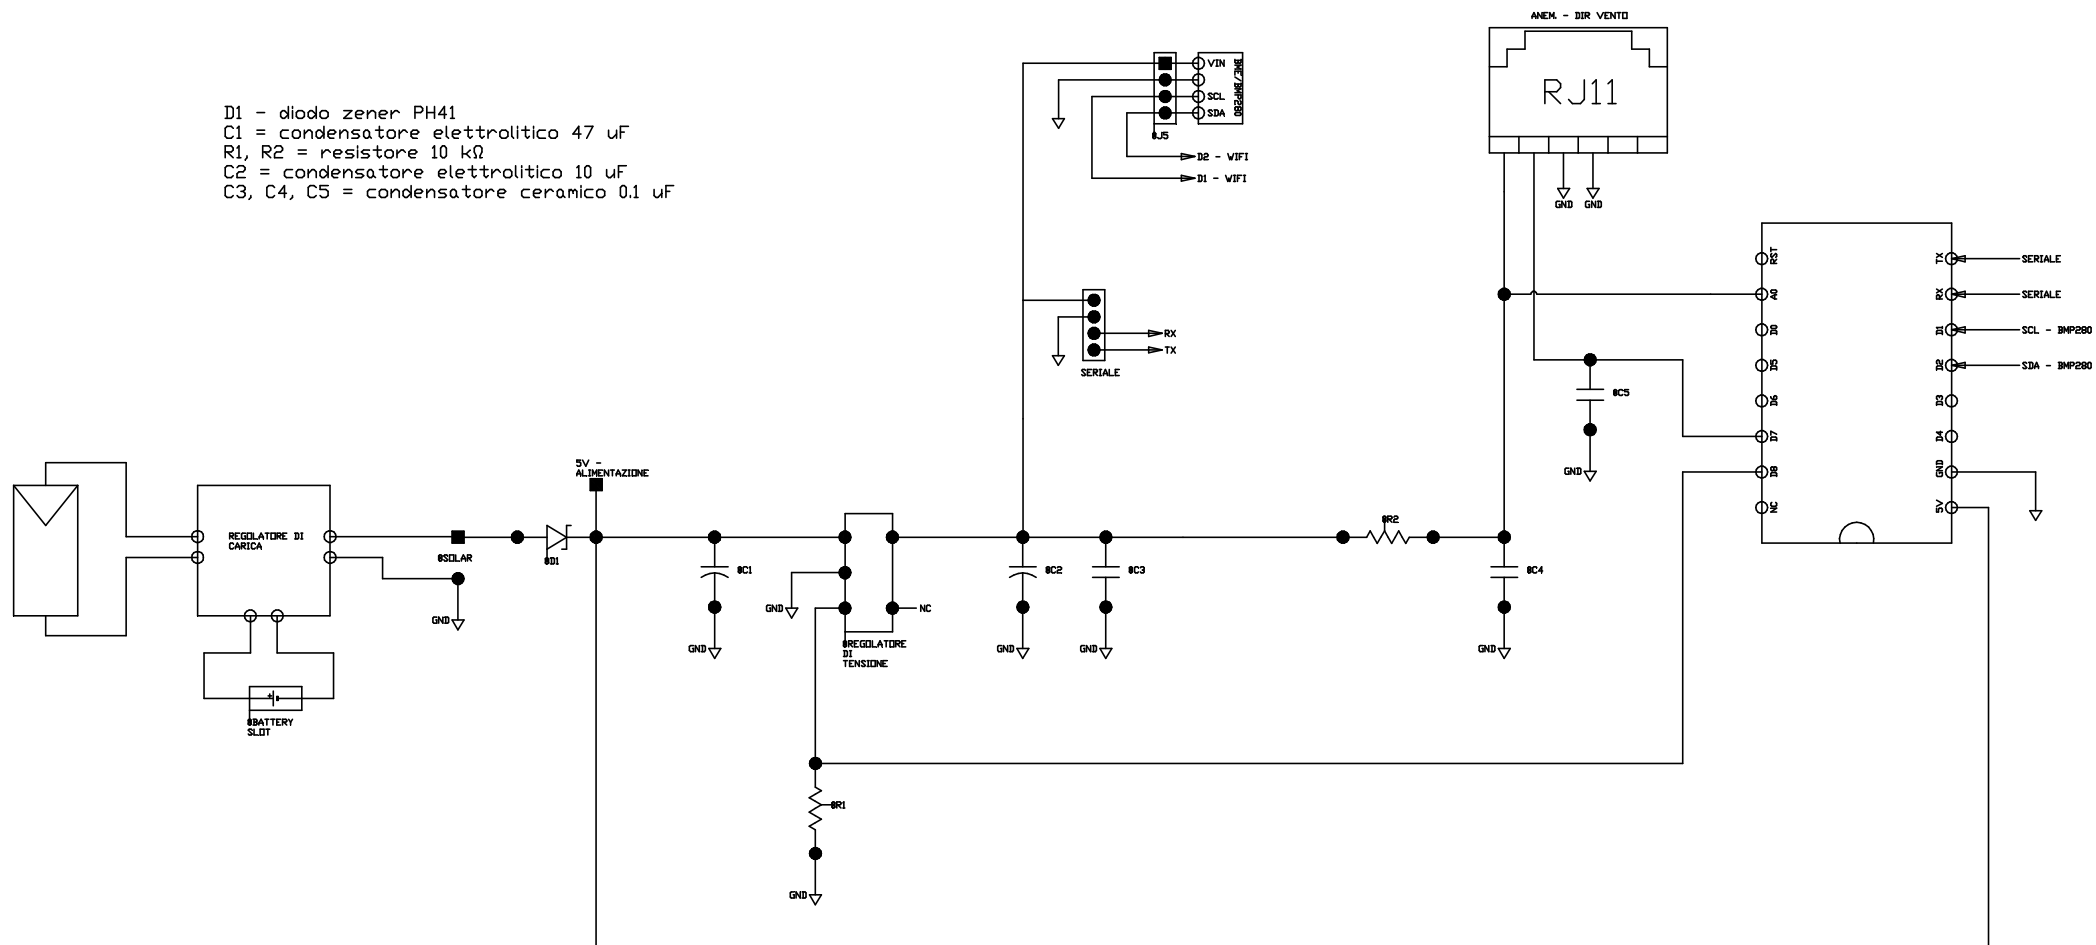 ANEM. - DIR VENTO
RJ11
GND GND
VIN
SCL
SDA
BME/BMP280
@J5
D2 - WIFI
D1 - WIFI
D1 - diodo zener PH41
C1 = condensatore elettrolitico 47 uF
R1, R2 = resistore 10 kΩ
C2 = condensatore elettrolitico 10 uF
C3, C4, C5 = condensatore ceramico 0.1 uF
RX
TX
SERIALE
RST
A0
D0
D5
D6
D7
D8
NC
TX
RX
D1
D2
D3
D4
GND
5V
SERIALE
SERIALE
SCL - BMP280
SDA - BMP280
@C5
GND
5V -
ALIMENTAZIONE
REGOLATORE DI
CARICA
@SOLAR
GND
@BATTERY
SLOT
@D1
@C1
GND
GND
NC
@REGOLATORE
DI
TENSIONE
@C2
GND
@C3
GND
@R2
@C4
GND
@R1
GND